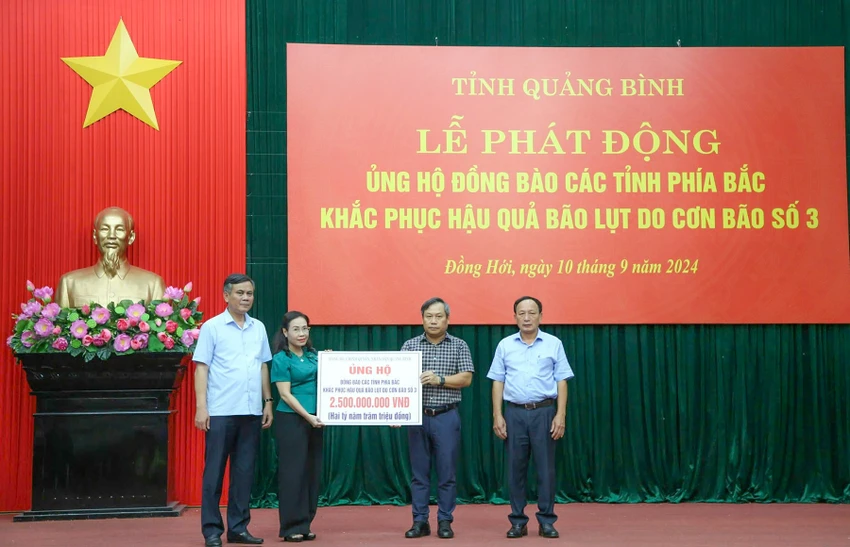 TỈNH QUẢNG BÌNH
LỄ PHÁT ĐỘNG
ỦNG HỘ ĐỒNG BÀO CÁC TỈNH PHÍA BẮC
KHẮC PHỤC HẬU QUẢ BÃO LỤT DO CƠN BÃO SỐ 3
Đồng Hới, ngày 10 tháng 9 năm 2024
ỦNG HỘ
ĐỒNG BÀO CÁC TỈNH PHÍA BẮC
KHẮC PHỤC HẬU QUẢ BÃO LỤT DO CƠN BÃO SỐ 3
2.500.000.000 VNĐ
(Hai tỷ năm trăm triệu đồng)